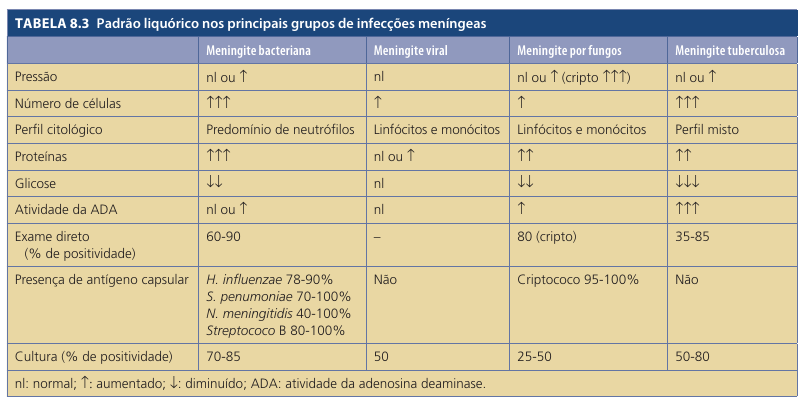 TABELA 8.3 Padrão liquórico nos principais grupos de infecções meníngeas
Meningite bacteriana Meningite viral Meningite por fungos Meningite tuberculosa
Pressão nl ou ↑ nl nl ou ↑ (cripto ↑↑↑) nl ou ↑
Número de células ↑↑↑ ↑ ↑ ↑↑↑
Perfil citológico Predomínio de neutrófilos Linfócitos e monócitos Linfócitos e monócitos Perfil misto
Proteínas ↑↑↑ nl ou ↑ ↑↑ ↑↑
Glicose ↓↓ nl ↓↓ ↓↓↓
Atividade da ADA nl ou ↑ nl ↑ ↑↑↑
Exame direto 60-90 – 80 (cripto) 35-85
(% de positividade)
Presença de antígeno capsular H. influenzae 78-90% Não Criptococo 95-100% Não
S. penumoniae 70-100%
N. meningitidis 40-100%
Streptococo B 80-100%
Cultura (% de positividade) 70-85 50 25-50 50-80
nl: normal; ↑: aumentado; ↓: diminuído; ADA: atividade da adenosina deaminase.